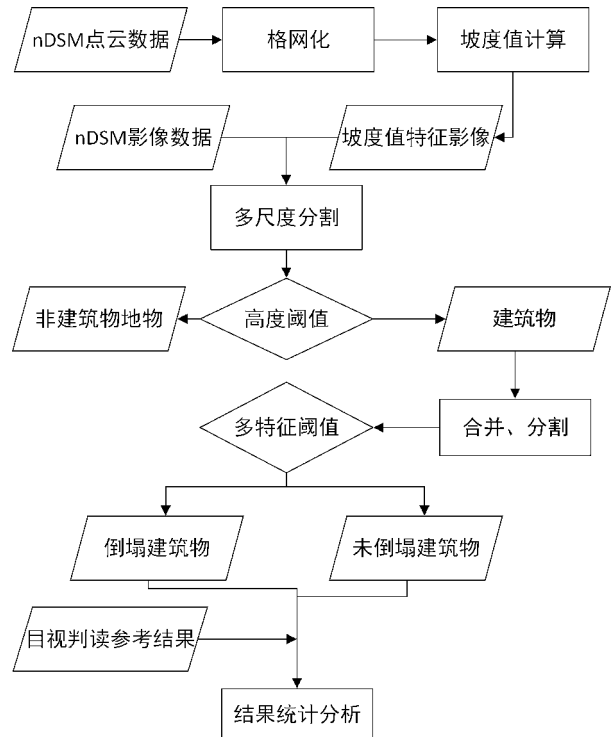 nDSM点云数据
格网化
坡度值计算
nDSM影像数据
坡度值特征影像
多尺度分割
非建筑物地物
高度阈值
建筑物
多特征阈值
合并、分割
倒塌建筑物
未倒塌建筑物
目视判读参考结果
结果统计分析